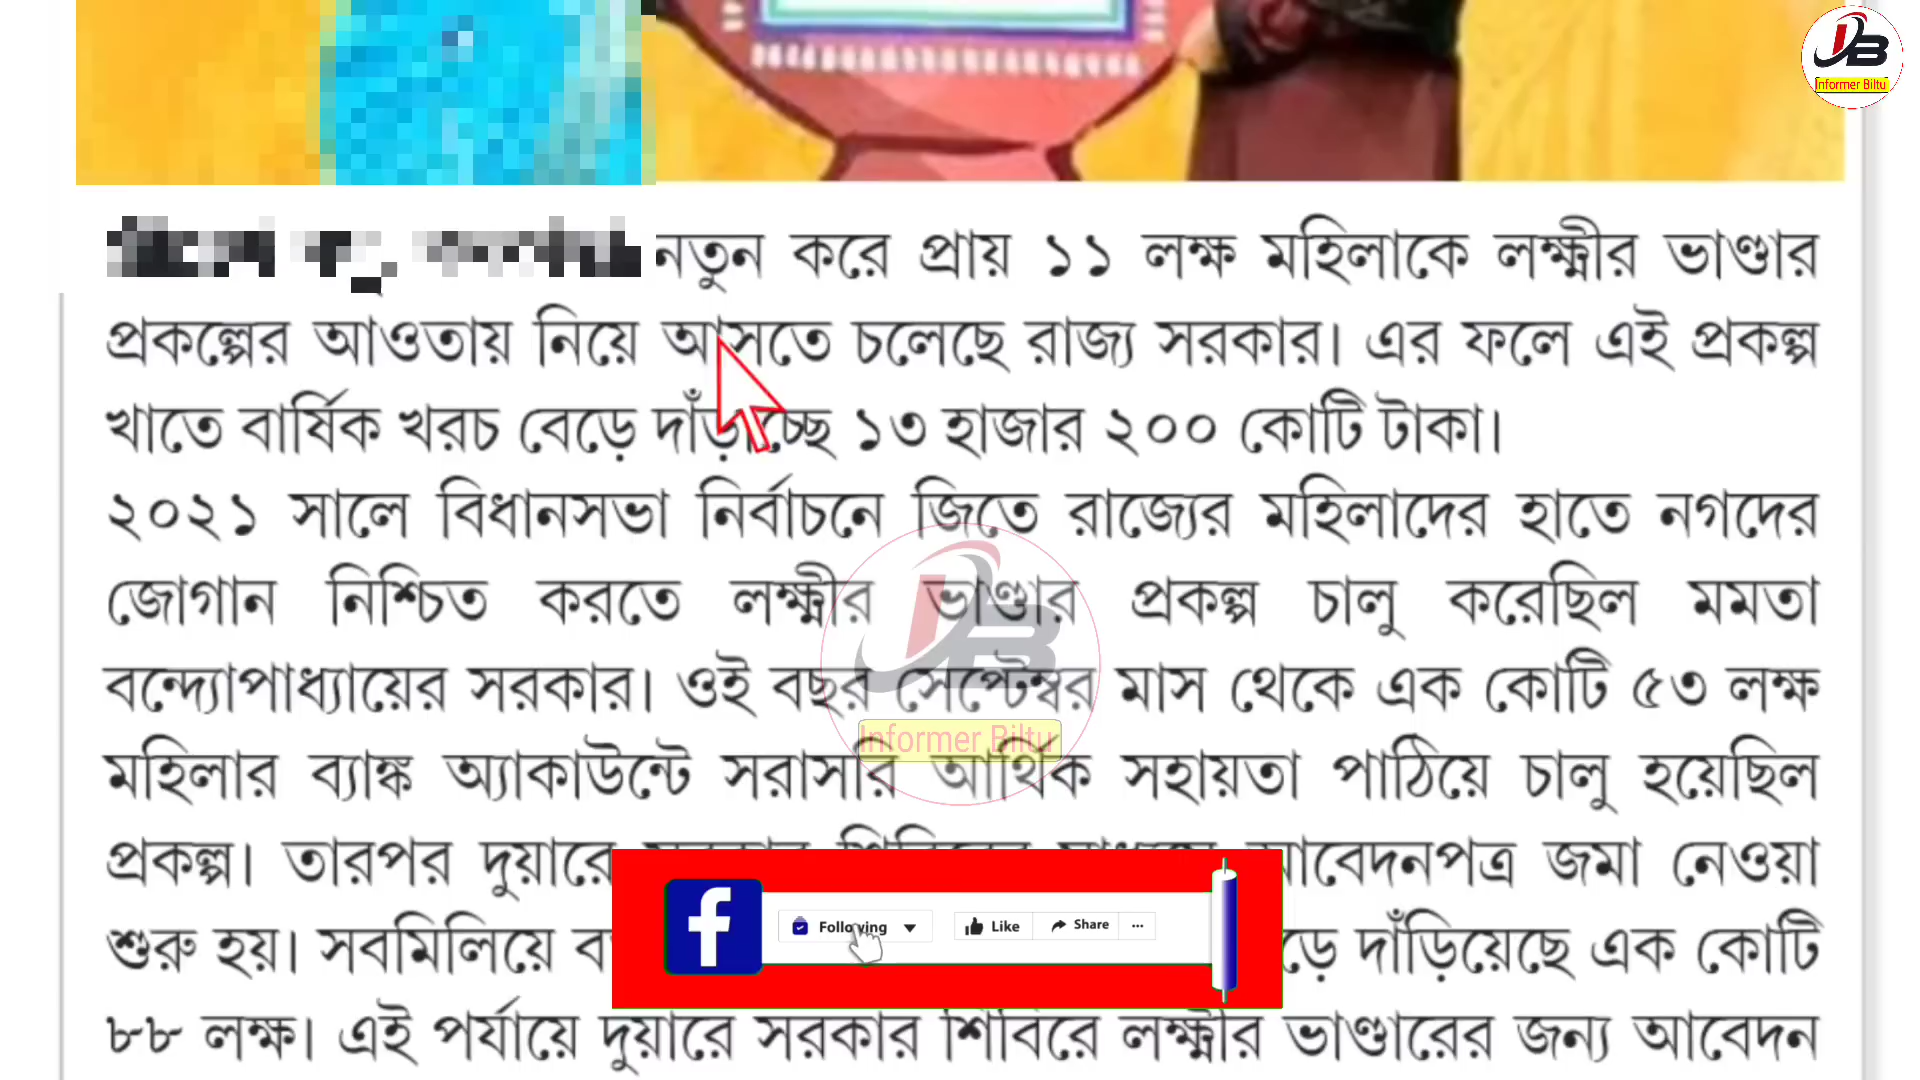 Informer Biltu
নতুন করে প্রায় ১১ লক্ষ মহিলাকে লক্ষ্মীর ভাণ্ডার
প্রকল্পের আওতায় নিয়ে আসতে চলেছে রাজ্য সরকার। এর ফলে এই প্রকল্প
খাতে বার্ষিক খরচ বেড়ে দাঁড়াচ্ছে ১৩ হাজার ২০০ কোটি টাকা।
২০২১ সালে বিধানসভা নির্বাচনে জিতে রাজ্যের মহিলাদের হাতে নগদের
জোগান নিশ্চিত করতে লক্ষ্মীর ভাণ্ডার প্রকল্প চালু করেছিল মমতা
বন্দ্যোপাধ্যায়ের সরকার। ওই বছর সেপ্টেম্বর মাস থেকে এক কোটি ৫৩ লক্ষ
Informer Biltu
মহিলার ব্যাঙ্ক অ্যাকাউন্টে সরাসরি আর্থিক সহায়তা পাঠিয়ে চালু হয়েছিল
প্রকল্প। তারপর দুয়ারে আবেদনপত্র জমা নেওয়া
Following Like Share
শুরু হয়। সবমিলিয়ে দাঁড়িয়েছে এক কোটি
৮৮ লক্ষ। এই পর্যায়ে দুয়ারে সরকার শিবিরে লক্ষ্মীর ভাণ্ডারের জন্য আবেদন